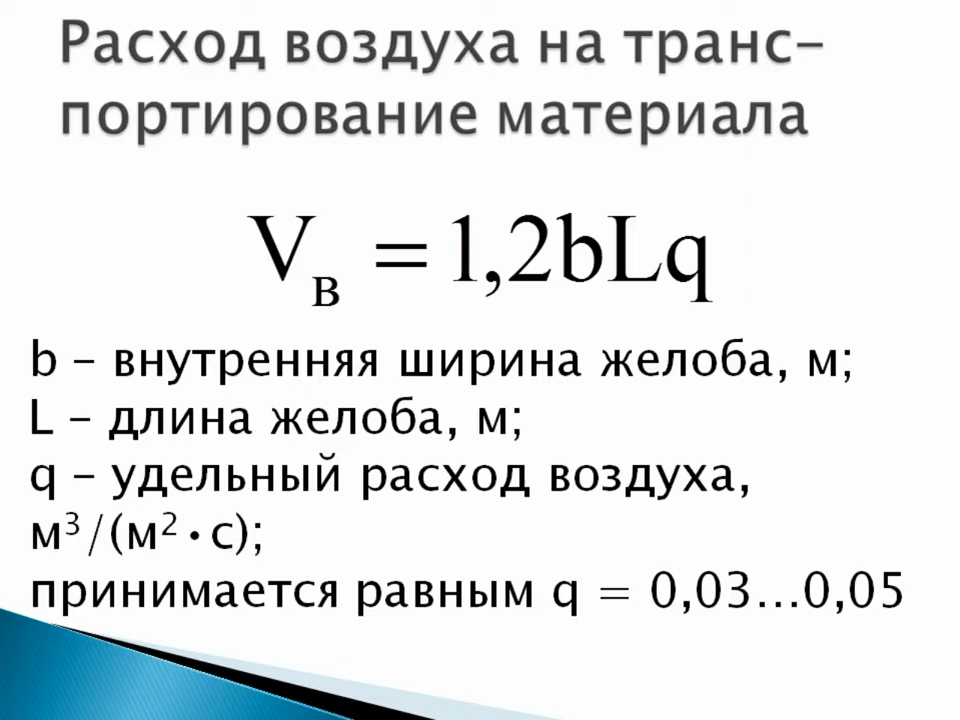 Расход воздуха на транс-
портирование материала
Vв = 1,2bLq
b – внутренняя ширина желоба, м;
L – длина желоба, м;
q – удельный расход воздуха,
м³/(м²•с);
принимается равным q = 0,03…0,05